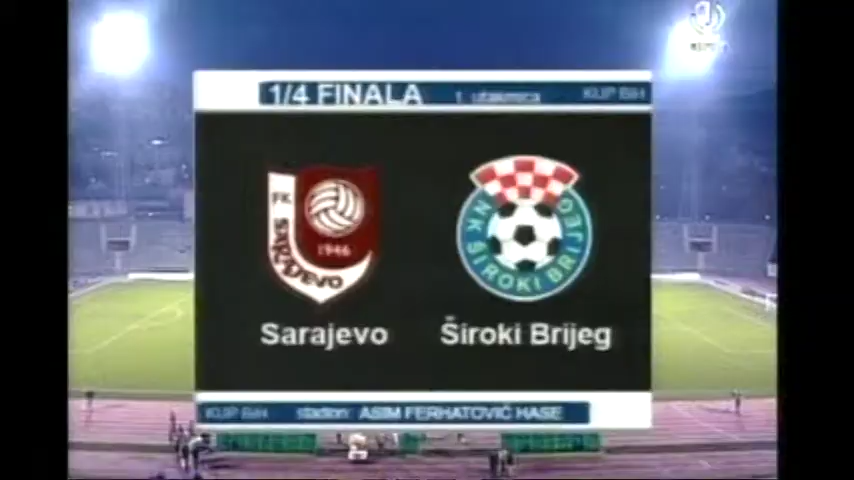 1/4 FINALA 1. utakmica KUP BiH
FK SARAJEVO
1946
NK ŠIROKI BRIJEG
Sarajevo
Široki Brijeg
KUP BiH stadion: ASIM FERHATOVIĆ HASE